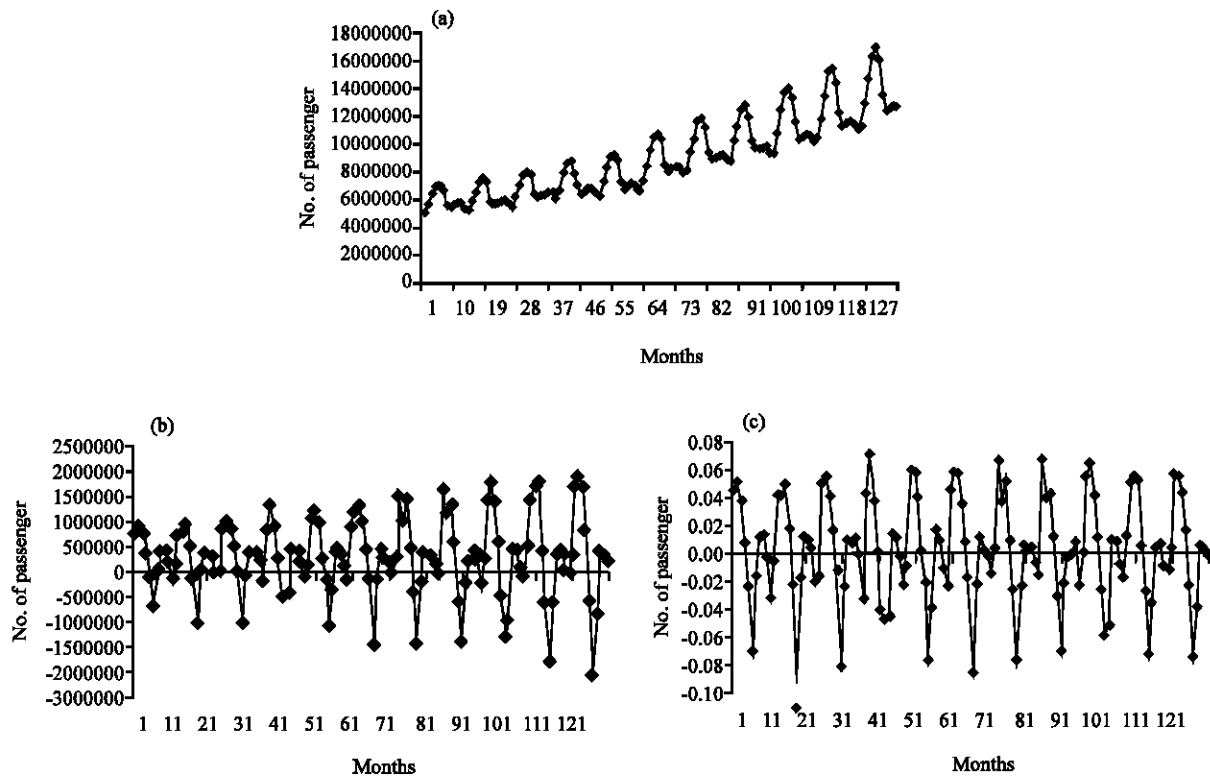 (a)
No. of passenger
18000000
16000000
14000000
12000000
10000000
8000000
6000000
4000000
2000000
0
1 10 19 28 37 46 55 64 73 82 91 100 109 118 127
Months
(b)
No. of passenger
2500000
2000000
1500000
1000000
500000
0
-500000
-1000000
-1500000
-2000000
-3000000
1 11 21 31 41 51 61 71 81 91 101 111 121
Months
(c)
No. of passenger
0.08
0.06
0.04
0.02
0.00
-0.02
-0.04
-0.06
-0.08
-0.10
1 11 21 31 41 51 61 71 81 91 101 111 121
Months